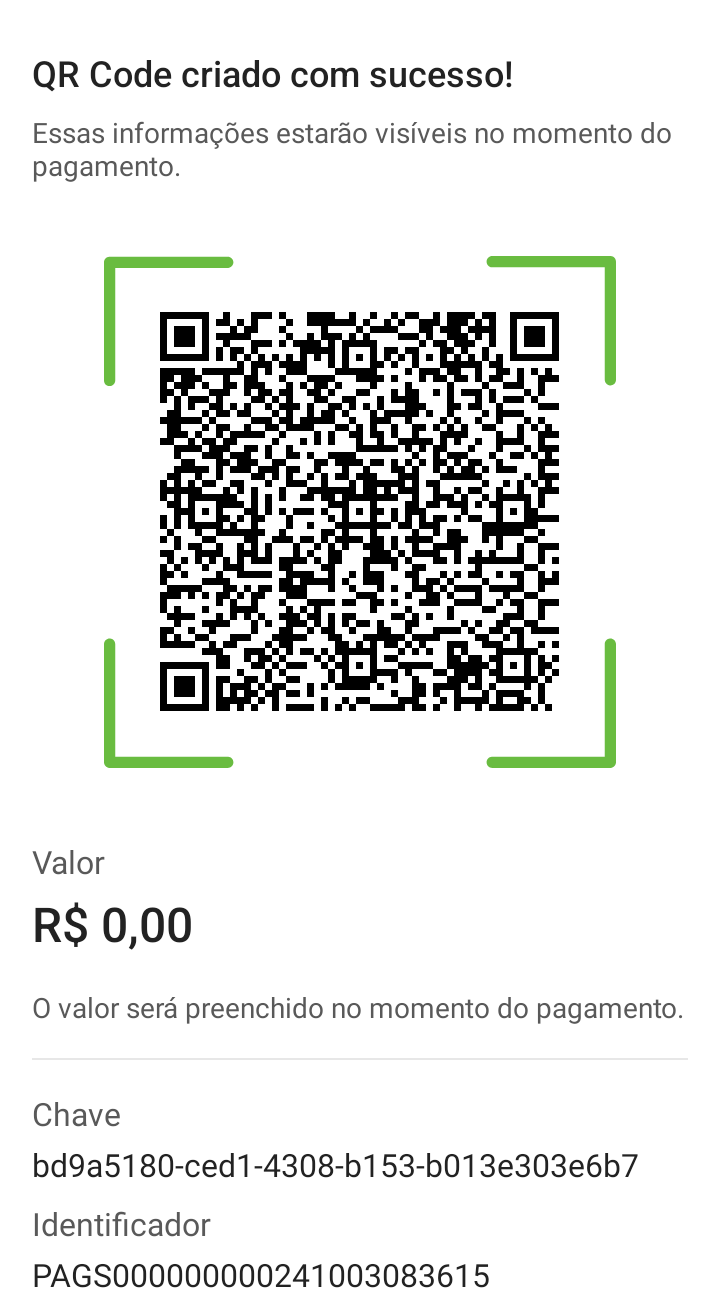 QR Code criado com sucesso!
Essas informações estarão visíveis no momento do
pagamento.
Valor
R$ 0,00
O valor será preenchido no momento do pagamento.
Chave
bd9a5180-ced1-4308-b153-b013e303e6b7
Identificador
PAGS000000000241003083615